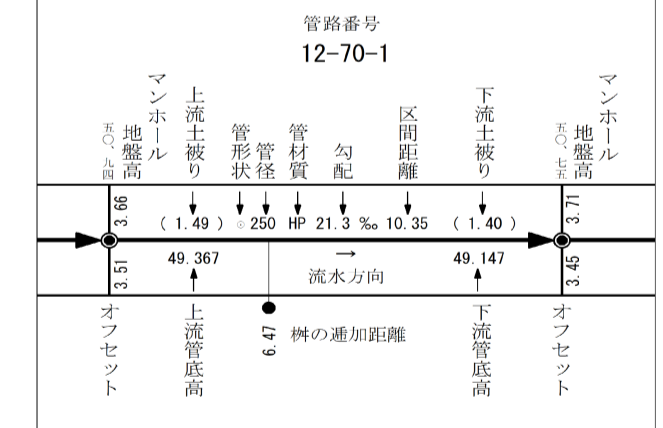 管路番号
12-70-1
マンホール
地盤高
五〇、九四
上流土被り
管形状
管径
管材質
勾配
区間距離
下流土被り
マンホール
地盤高
五〇、七五
3.66
( 1.49 ) ◎ 250 HP 21.3 ‰ 10.35 ( 1.40 )
3.71
3.51
49.367
→
流水方向
49.147
3.45
オフセット
上流管底高
6.47
桝の逓加距離
下流管底高
オフセット